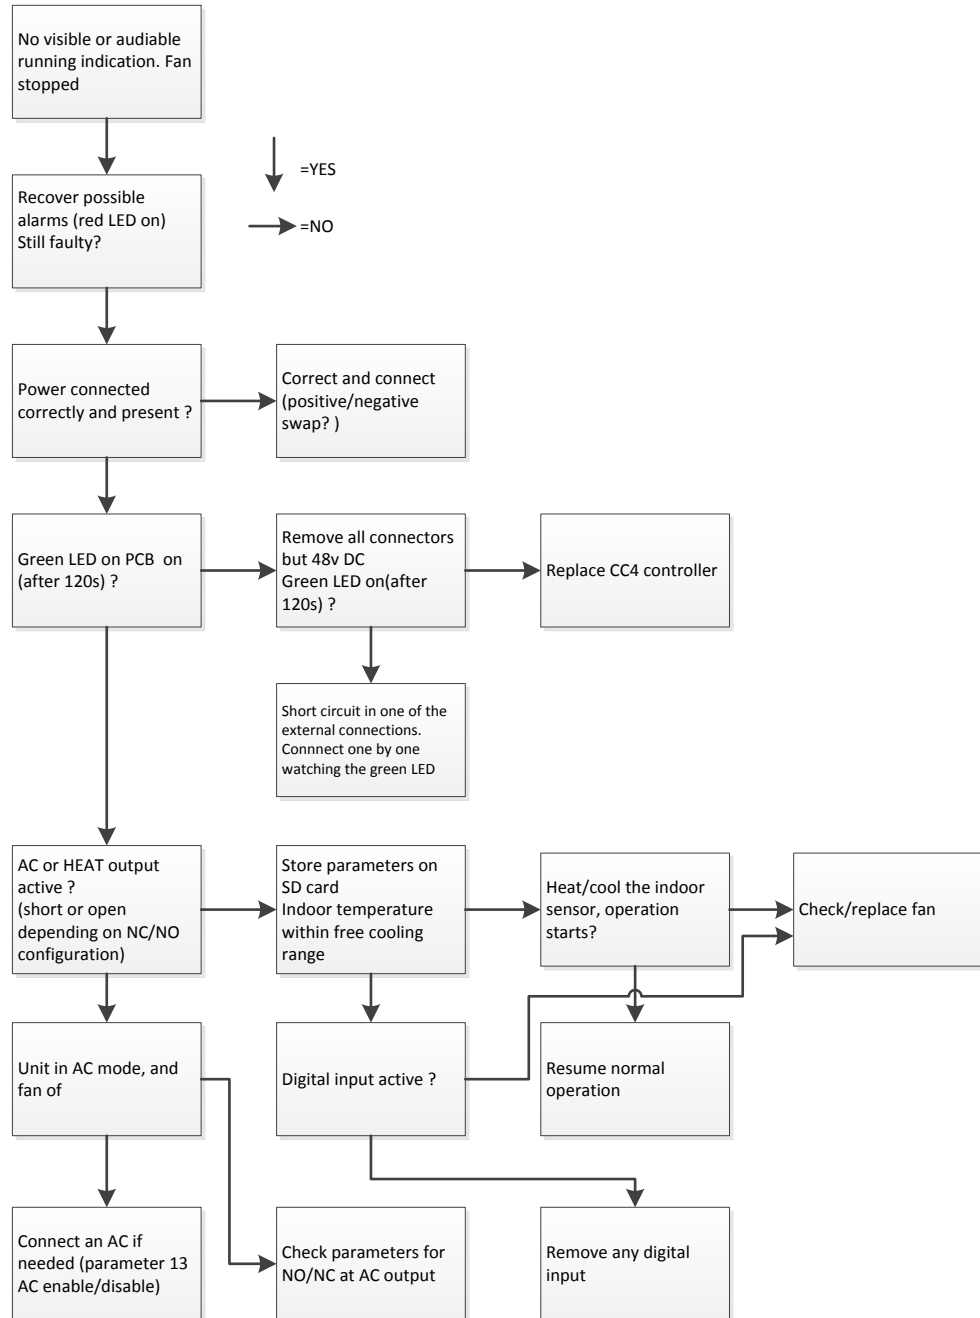 No visible or audiable
running indication. Fan
stopped
=YES
Recover possible
alarms (red LED on)
Still faulty?
=NO
Power connected
correctly and present ?
Correct and connect
(positive/negative
swap? )
Green LED on PCB  on
(after 120s) ?
Remove all connectors
but 48v DC
Green LED on(after
120s) ?
Replace CC4 controller
Short circuit in one of the
external connections.
Connnect one by one
watching the green LED
AC or HEAT output
active ?
(short or open
depending on NC/NO
configuration)
Store parameters on
SD card
Indoor temperature
within free cooling
range
Heat/cool the indoor
sensor, operation
starts?
Check/replace fan
Unit in AC mode, and
fan of
Digital input active ?
Resume normal
operation
Connect an AC if
needed (parameter 13
AC enable/disable)
Check parameters for
NO/NC at AC output
Remove any digital
input